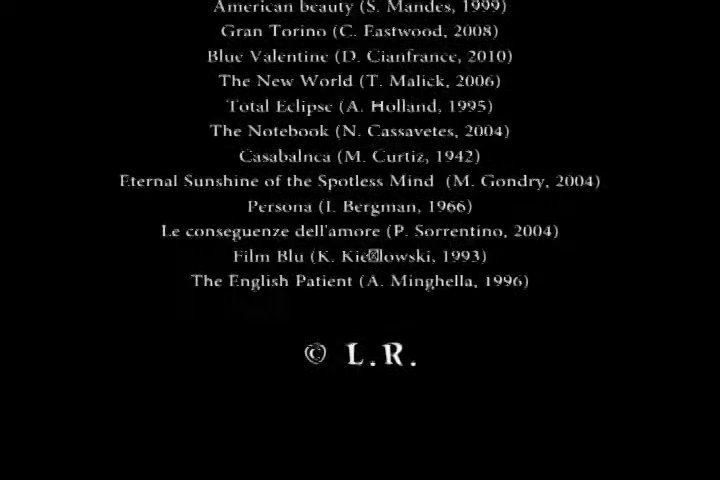 American beauty (S. Mandes, 1999)
Gran Torino (C. Eastwood, 2008)
Blue Valentine (D. Cianfrance, 2010)
The New World (T. Malick, 2006)
Total Eclipse (A. Holland, 1995)
The Notebook (N. Cassavetes, 2004)
Casabalnca (M. Curtiz, 1942)
Eternal Sunshine of the Spotless Mind (M. Gondry, 2004)
Persona (I. Bergman, 1966)
Le conseguenze dell'amore (P. Sorrentino, 2004)
Film Blu (K. Kie☒lowski, 1993)
The English Patient (A. Minghella, 1996)
© L.R.